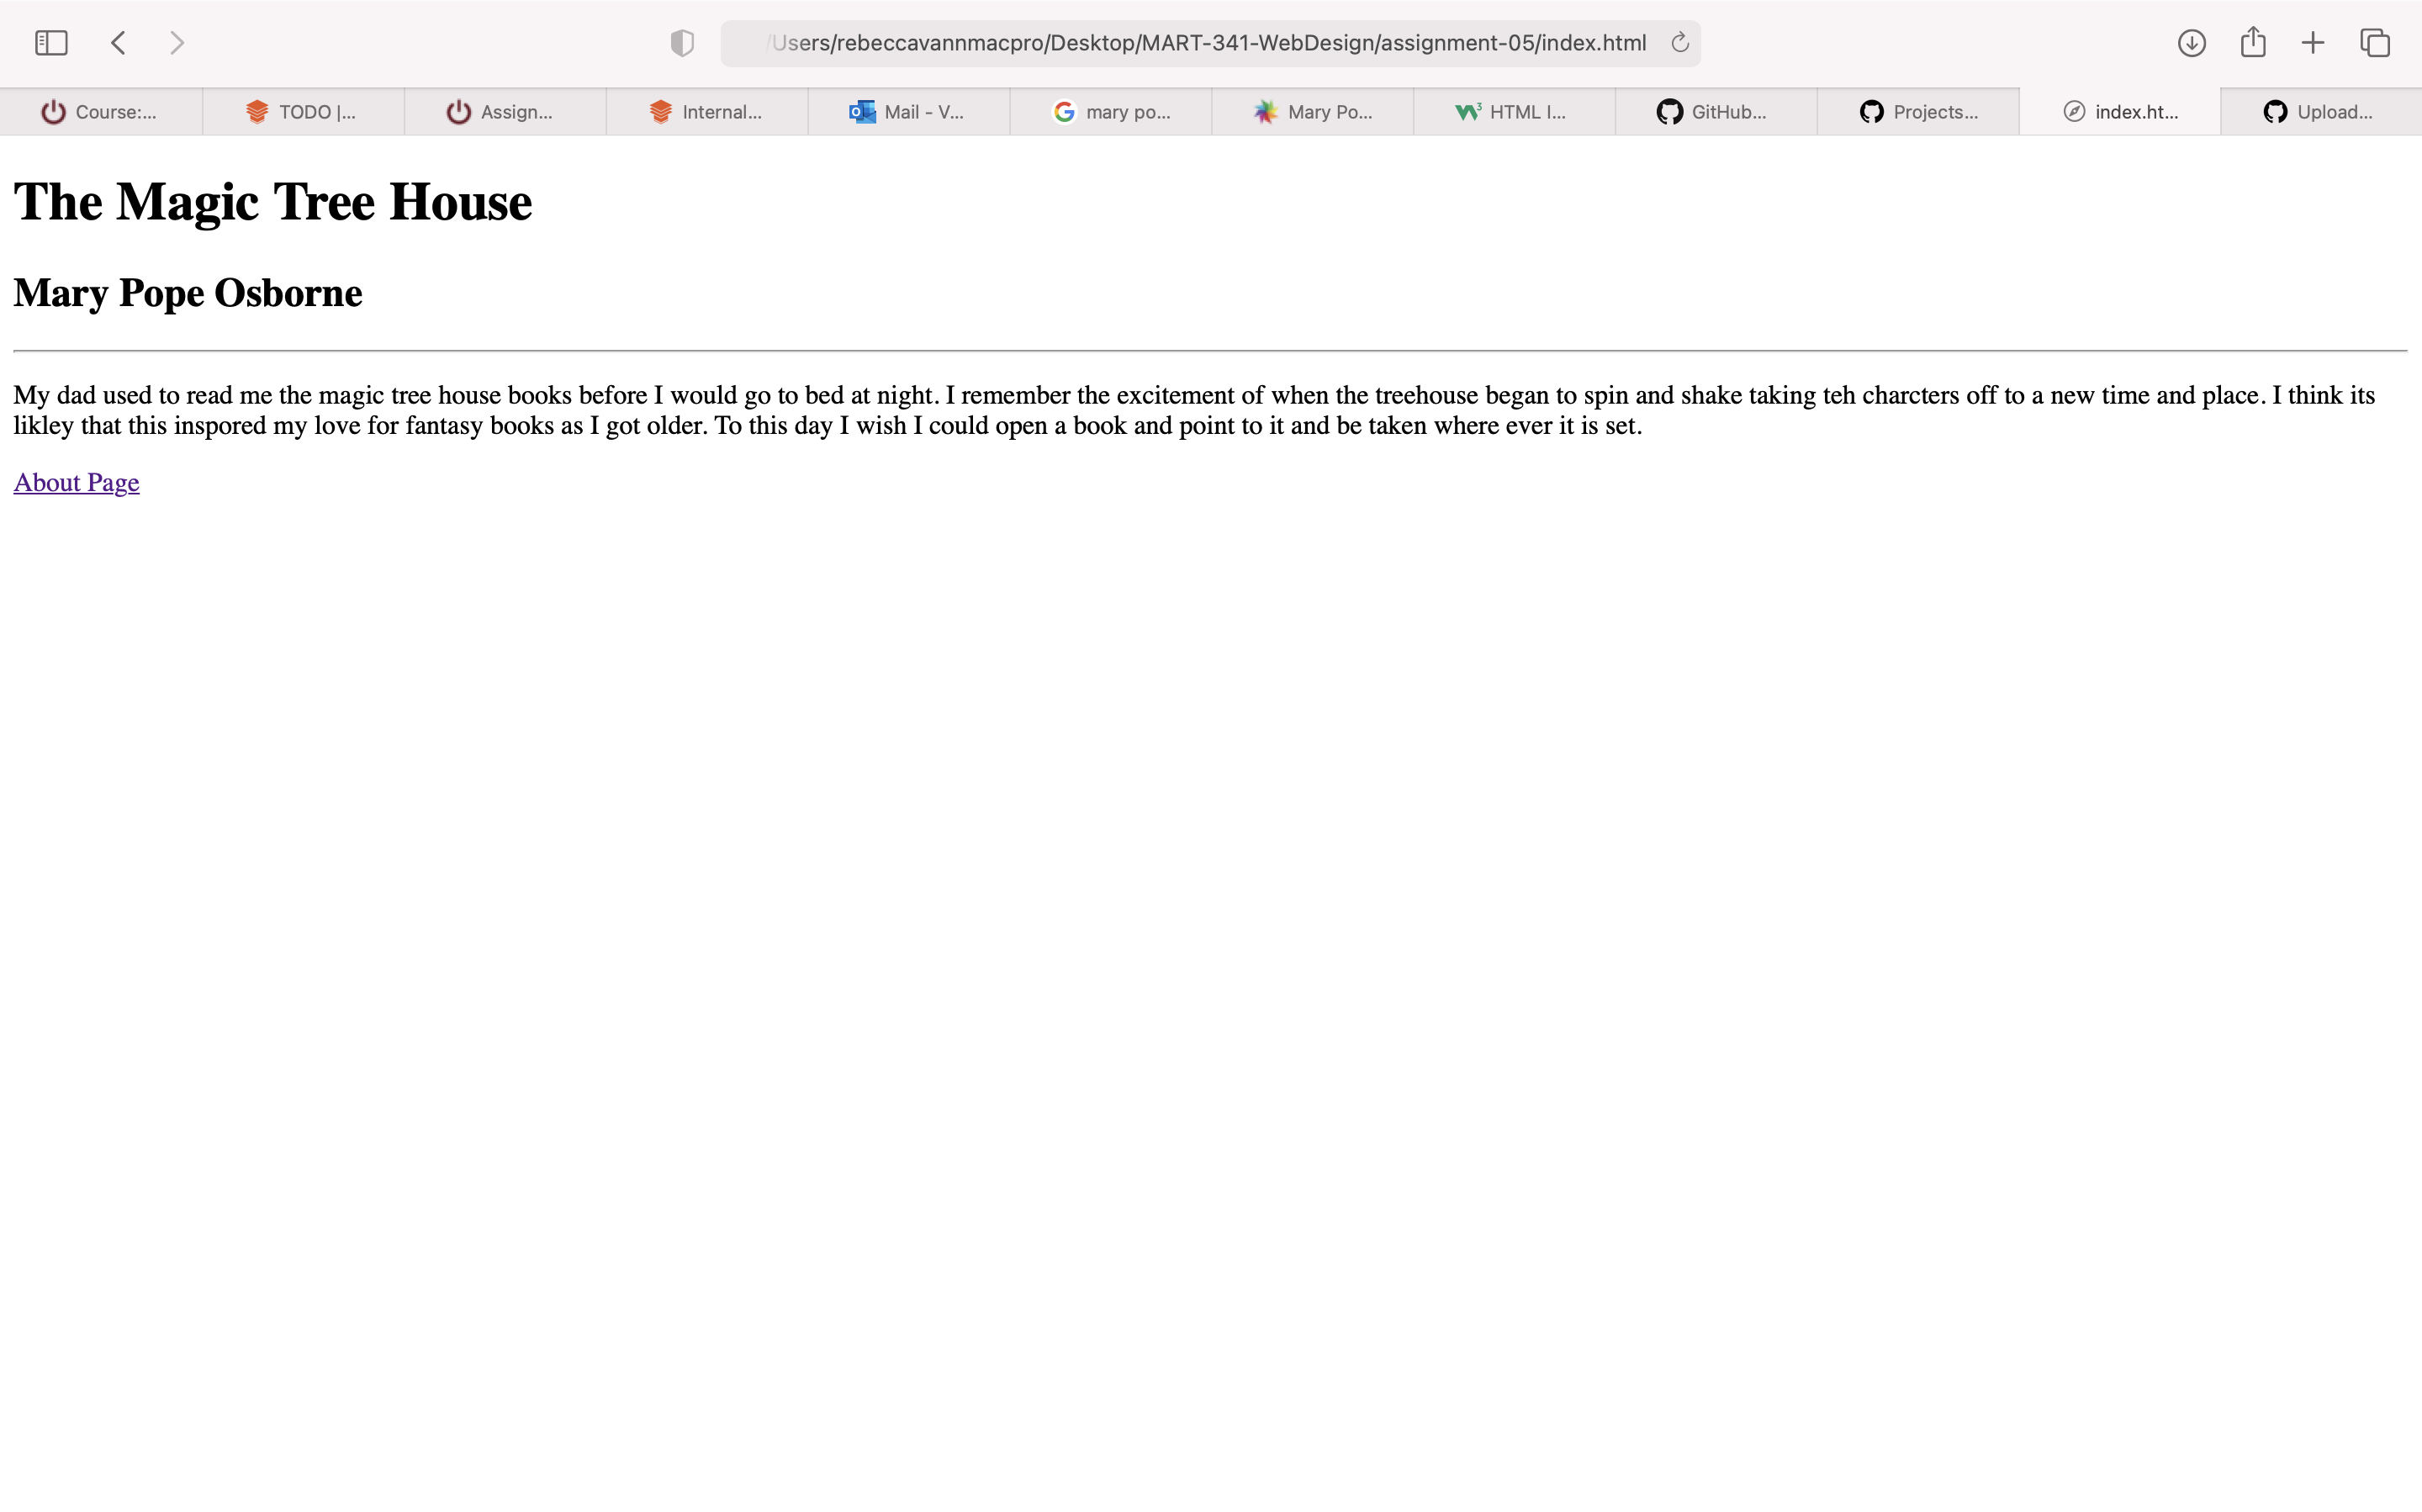 /Users/rebeccavannmacpro/Desktop/MART-341-WebDesign/assignment-05/index.html
Course:... TODO |... Assign... Internal... Mail - V... mary po... Mary Po... HTML I... GitHub... Projects... index.ht... Upload...
The Magic Tree House
Mary Pope Osborne
My dad used to read me the magic tree house books before I would go to bed at night. I remember the excitement of when the treehouse began to spin and shake taking teh charcters off to a new time and place. I think its
likley that this inspored my love for fantasy books as I got older. To this day I wish I could open a book and point to it and be taken where ever it is set.
About Page